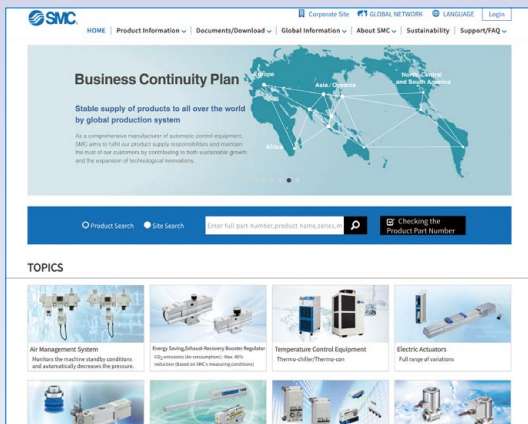 SMC
Corporate Site GLOBAL NETWORK LANGUAGE Login
HOME Product Information Documents/Download Global Information About SMC Sustainability Support/FAQ
Business Continuity Plan
Stable supply of products to all over the world
by global production system
As a comprehensive manufacturer of automatic control equipment,
SMC aims to fulfil our product supply responsibilities and maintain
the trust of our customers by contributing to both sustainable growth
and the expansion of technological innovations.
Europe
Asia / Oceania
North, Central
and South America
Africa
Product Search Site Search Enter full part number,product name,series,m
Checking the
Product Part Number
TOPICS
Air Management System
Monitors the machine standby conditions
and automatically decreases the pressure.
Energy Saving,Exhaust-Recovery Booster Regulator
CO2 emissions (Air consumption): Max. 40%
reduction (Based on SMC's measuring conditions)
Temperature Control Equipment
Thermo-chiller/Thermo-con
Electric Actuators
Full range of variations